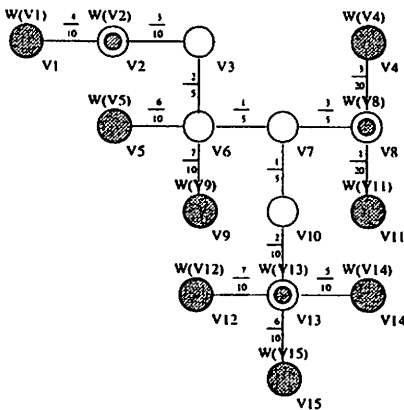 W(V1) 4/10 W(V2) 3/10 W(V4)
V1 V2 V3 V4
2/5 3/20
W(V5) 6/10 1/5 3/5 W(V8)
V5 V6 V7 V8
7/10 1/5 3/20
W(V9) W(V11)
V9 V10 V11
2/10
W(V12) 7/10 W(V13) 5/10 W(V14)
V12 V13 V14
6/10
W(V15)
V15